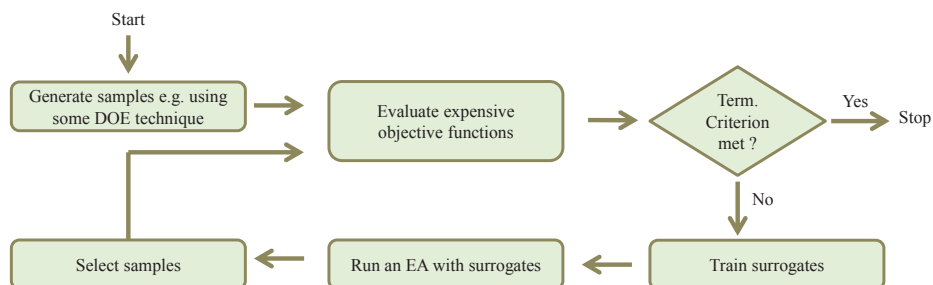 Start
Generate samples e.g. using
some DOE technique
Evaluate expensive
objective functions
Term.
Criterion
met ?
Yes
Stop
No
Select samples
Run an EA with surrogates
Train surrogates